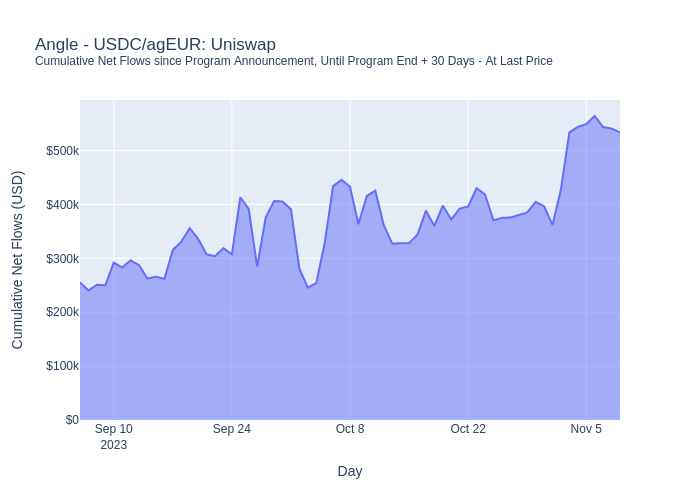 Angle - USDC/agEUR: Uniswap
Cumulative Net Flows since Program Announcement, Until Program End + 30 Days - At Last Price
Cumulative Net Flows (USD)
$500k
$400k
$300k
$200k
$100k
$0
Sep 10 Sep 24 Oct 8 Oct 22 Nov 5
2023
Day